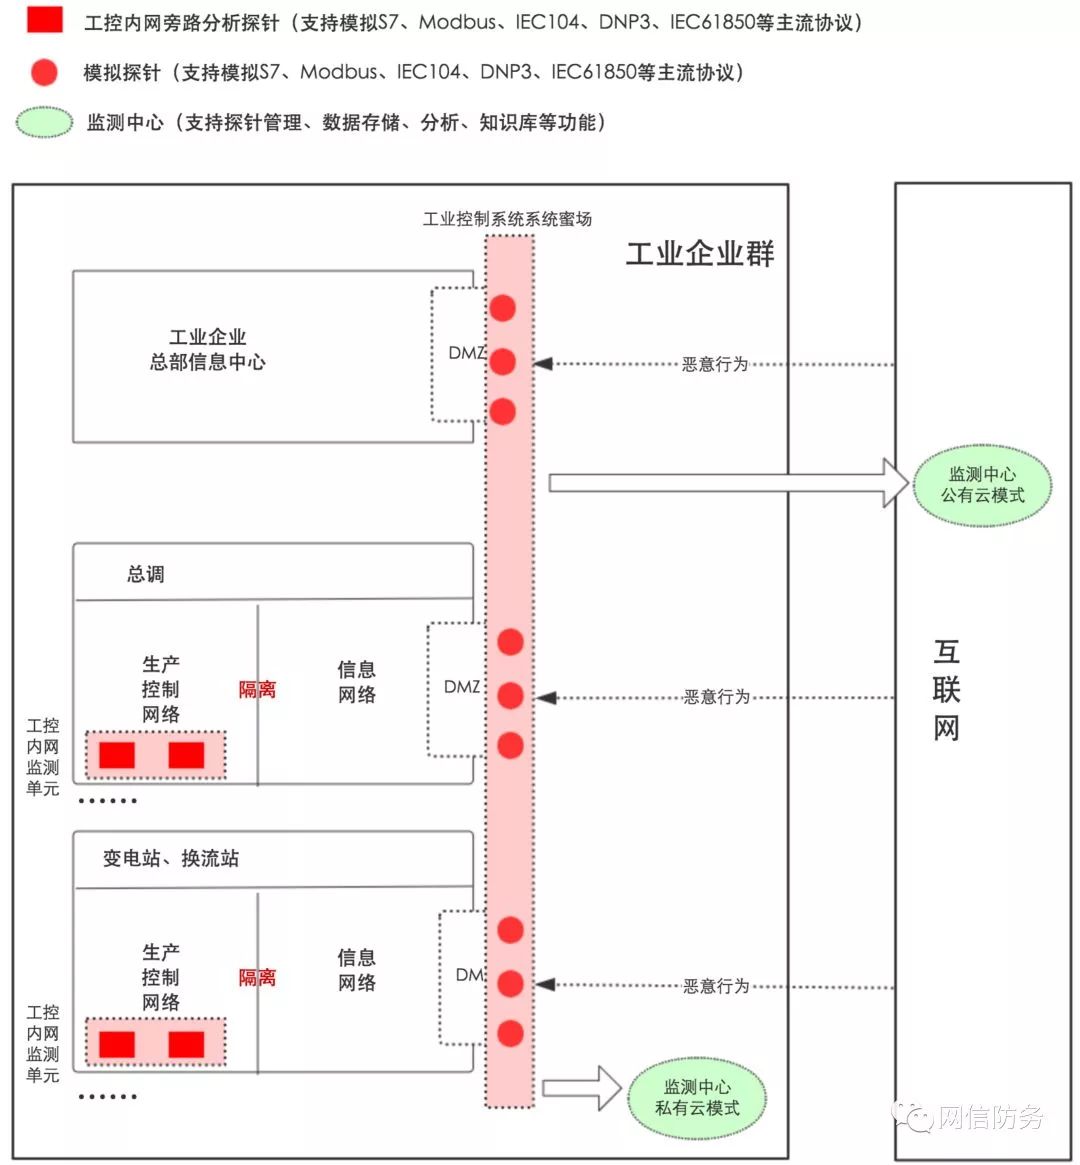 工控内网旁路分析探针（支持模拟S7、Modbus、IEC104、DNP3、IEC61850等主流协议）
模拟探针（支持模拟S7、Modbus、IEC104、DNP3、IEC61850等主流协议）
监测中心（支持探针管理、数据存储、分析、知识库等功能）
工业控制系统系统蜜场
工业企业群
工业企业
总部信息中心
DMZ
恶意行为
监测中心
公有云模式
总调
生产
控制
网络
隔离
信息
网络
DMZ
恶意行为
互
联
网
工控
内网
监测
单元
······
变电站、换流站
生产
控制
网络
隔离
信息
网络
DM
恶意行为
工控
内网
监测
单元
······
监测中心
私有云模式
网信防务